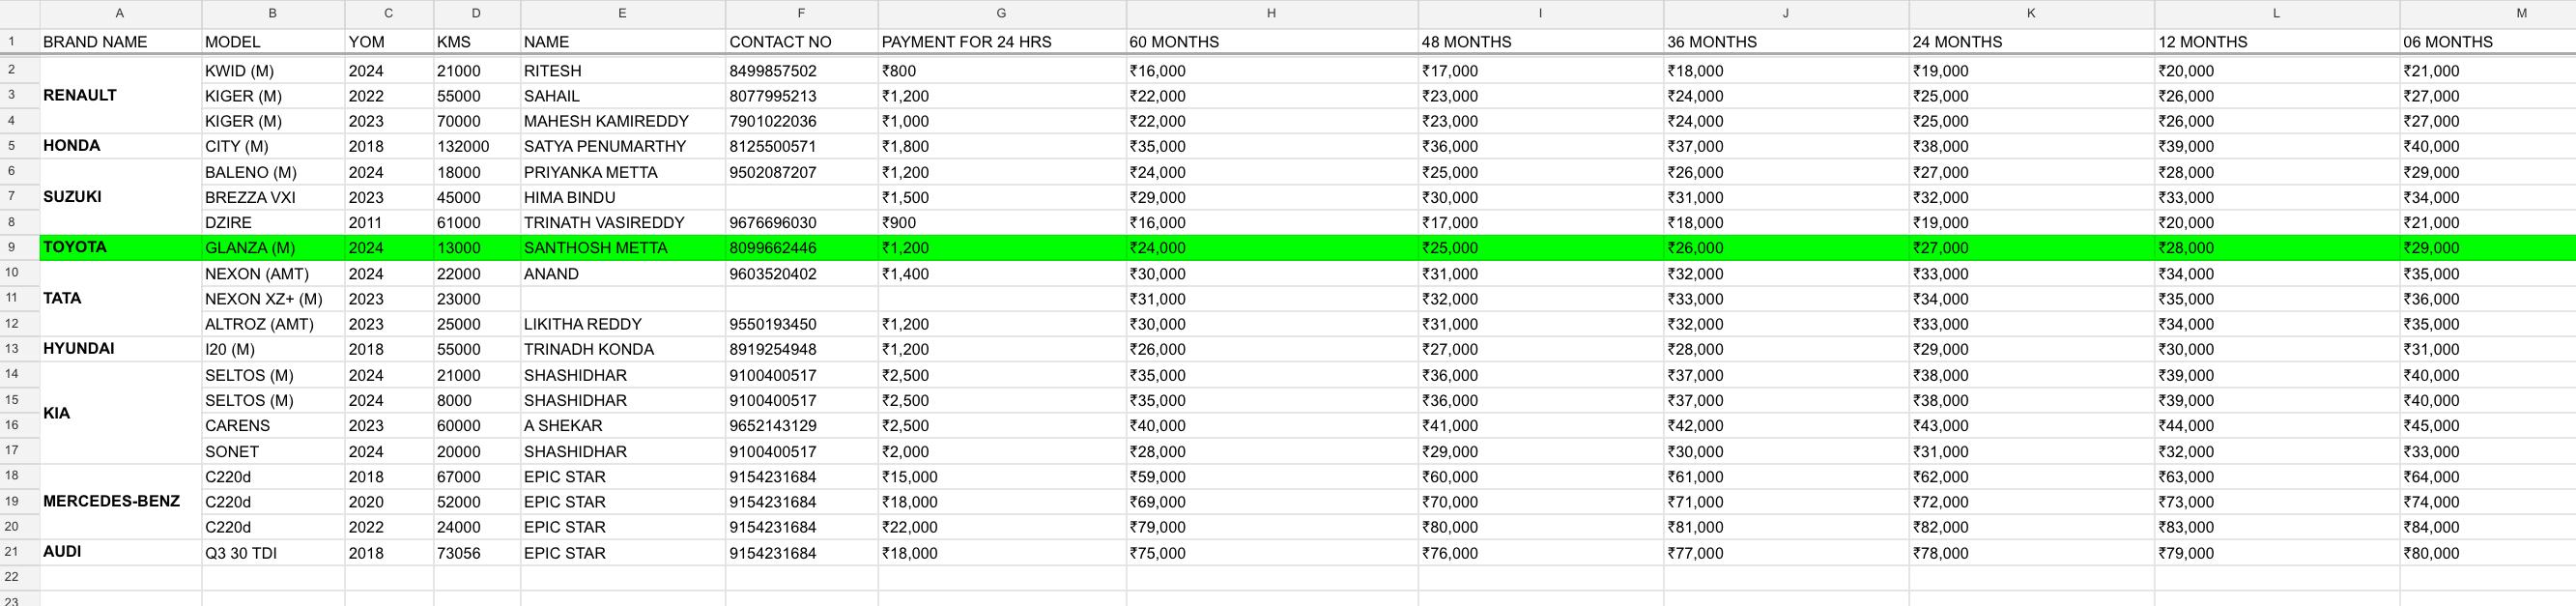 A B C D E F G H I J K L M
1 BRAND NAME MODEL YOM KMS NAME CONTACT NO PAYMENT FOR 24 HRS 60 MONTHS 48 MONTHS 36 MONTHS 24 MONTHS 12 MONTHS 06 MONTHS
2 KWID (M) 2024 21000 RITESH 8499857502 ₹800 ₹16,000 ₹17,000 ₹18,000 ₹19,000 ₹20,000 ₹21,000
3 RENAULT KIGER (M) 2022 55000 SAHAIL 8077995213 ₹1,200 ₹22,000 ₹23,000 ₹24,000 ₹25,000 ₹26,000 ₹27,000
4 KIGER (M) 2023 70000 MAHESH KAMIREDDY 7901022036 ₹1,000 ₹22,000 ₹23,000 ₹24,000 ₹25,000 ₹26,000 ₹27,000
5 HONDA CITY (M) 2018 132000 SATYA PENUMARTHY 8125500571 ₹1,800 ₹35,000 ₹36,000 ₹37,000 ₹38,000 ₹39,000 ₹40,000
6 BALENO (M) 2024 18000 PRIYANKA METTA 9502087207 ₹1,200 ₹24,000 ₹25,000 ₹26,000 ₹27,000 ₹28,000 ₹29,000
7 SUZUKI BREZZA VXI 2023 45000 HIMA BINDU ₹1,500 ₹29,000 ₹30,000 ₹31,000 ₹32,000 ₹33,000 ₹34,000
8 DZIRE 2011 61000 TRINATH VASIREDDY 9676696030 ₹900 ₹16,000 ₹17,000 ₹18,000 ₹19,000 ₹20,000 ₹21,000
9 TOYOTA GLANZA (M) 2024 13000 SANTHOSH METTA 8099662446 ₹1,200 ₹24,000 ₹25,000 ₹26,000 ₹27,000 ₹28,000 ₹29,000
10 NEXON (AMT) 2024 22000 ANAND 9603520402 ₹1,400 ₹30,000 ₹31,000 ₹32,000 ₹33,000 ₹34,000 ₹35,000
11 TATA NEXON XZ+ (M) 2023 23000 ₹31,000 ₹32,000 ₹33,000 ₹34,000 ₹35,000 ₹36,000
12 ALTROZ (AMT) 2023 25000 LIKITHA REDDY 9550193450 ₹1,200 ₹30,000 ₹31,000 ₹32,000 ₹33,000 ₹34,000 ₹35,000
13 HYUNDAI I20 (M) 2018 55000 TRINADH KONDA 8919254948 ₹1,200 ₹26,000 ₹27,000 ₹28,000 ₹29,000 ₹30,000 ₹31,000
14 SELTOS (M) 2024 21000 SHASHIDHAR 9100400517 ₹2,500 ₹35,000 ₹36,000 ₹37,000 ₹38,000 ₹39,000 ₹40,000
15 KIA SELTOS (M) 2024 8000 SHASHIDHAR 9100400517 ₹2,500 ₹35,000 ₹36,000 ₹37,000 ₹38,000 ₹39,000 ₹40,000
16 CARENS 2023 60000 A SHEKAR 9652143129 ₹2,500 ₹40,000 ₹41,000 ₹42,000 ₹43,000 ₹44,000 ₹45,000
17 SONET 2024 20000 SHASHIDHAR 9100400517 ₹2,000 ₹28,000 ₹29,000 ₹30,000 ₹31,000 ₹32,000 ₹33,000
18 C220d 2018 67000 EPIC STAR 9154231684 ₹15,000 ₹59,000 ₹60,000 ₹61,000 ₹62,000 ₹63,000 ₹64,000
19 MERCEDES-BENZ C220d 2020 52000 EPIC STAR 9154231684 ₹18,000 ₹69,000 ₹70,000 ₹71,000 ₹72,000 ₹73,000 ₹74,000
20 C220d 2022 24000 EPIC STAR 9154231684 ₹22,000 ₹79,000 ₹80,000 ₹81,000 ₹82,000 ₹83,000 ₹84,000
21 AUDI Q3 30 TDI 2018 73056 EPIC STAR 9154231684 ₹18,000 ₹75,000 ₹76,000 ₹77,000 ₹78,000 ₹79,000 ₹80,000
22
23